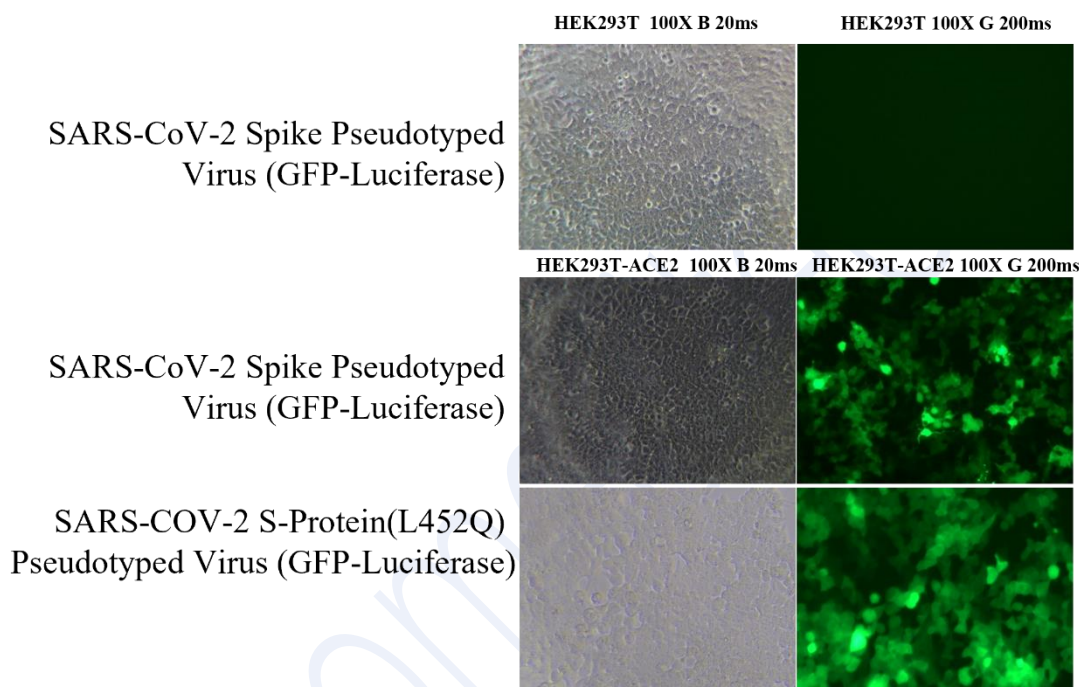 HEK293T 100X B 20ms
HEK293T 100X G 200ms
SARS-CoV-2 Spike Pseudotyped
Virus (GFP-Luciferase)
HEK293T-ACE2 100X B 20ms
HEK293T-ACE2 100X G 200ms
SARS-CoV-2 Spike Pseudotyped
Virus (GFP-Luciferase)
SARS-COV-2 S-Protein(L452Q)
Pseudotyped Virus (GFP-Luciferase)